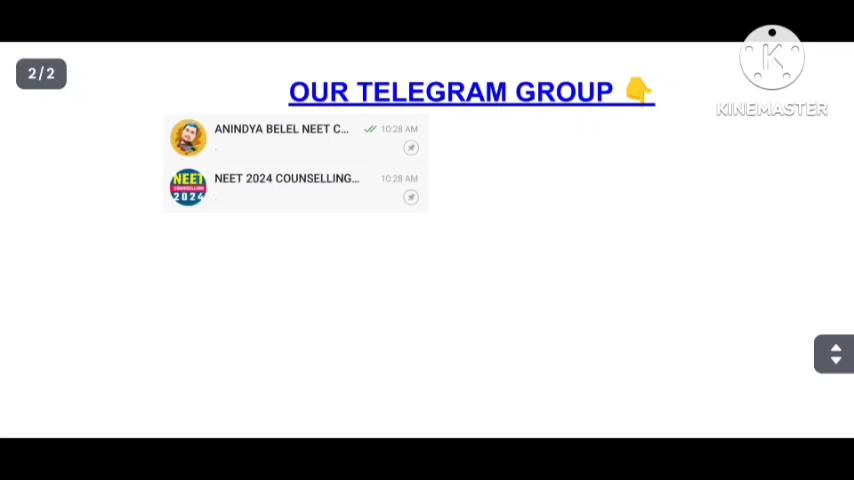 2/2
OUR TELEGRAM GROUP 👇
KINEMASTER
ANINDYA BELEL NEET C... 10:28 AM
.
NEET 2024 COUNSELLING... 10:28 AM
.
NEET
COUNSELLING
2024